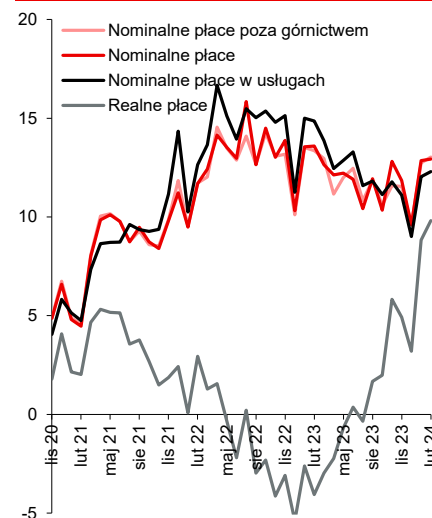 20
Nominalne płace poza górnictwem
Nominalne płace
Nominalne płace w usługach
Realne płace
15
10
5
0
-5
lis 20
lut 21
maj 21
sie 21
lis 21
lut 22
maj 22
sie 22
lis 22
lut 23
maj 23
sie 23
lis 23
lut 24